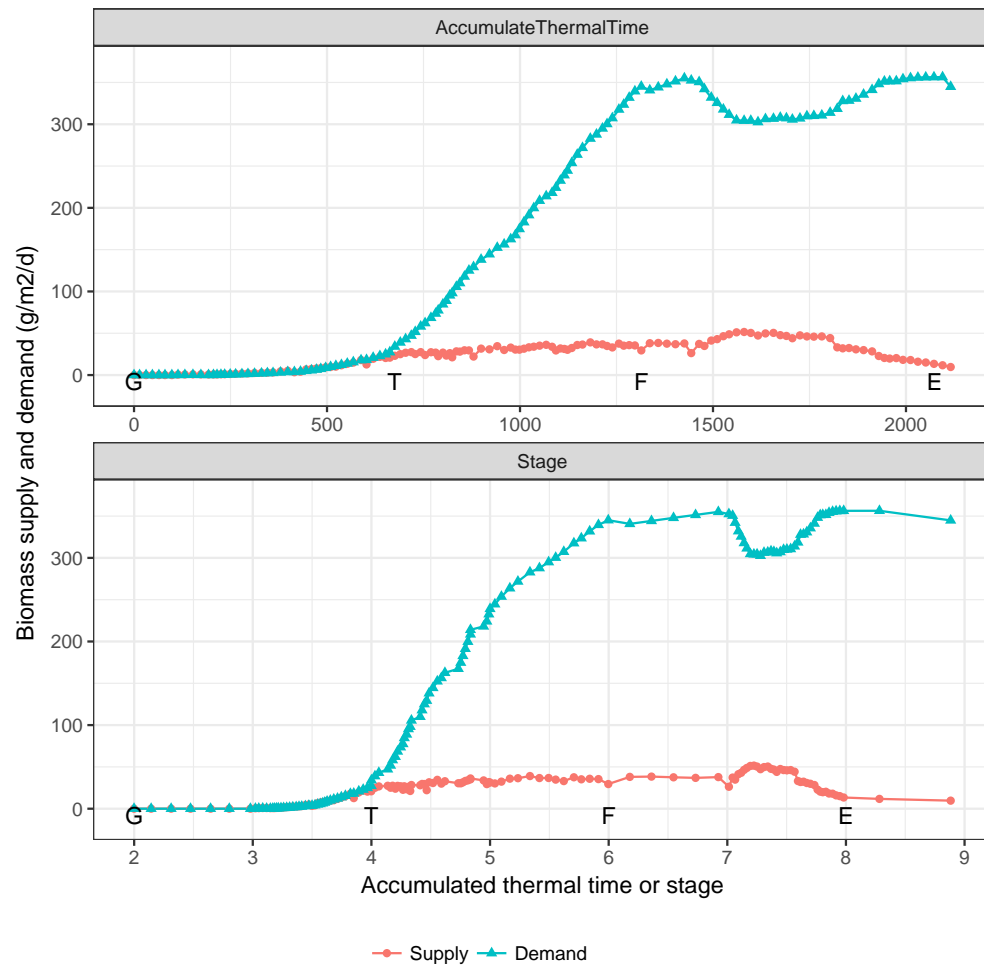 AccumulateThermalTime
300
200
100
0
G T F E
0 500 1000 1500 2000
Stage
300
200
100
0
G T F E
2 3 4 5 6 7 8 9
Biomass supply and demand (g/m2/d)
Accumulated thermal time or stage
Supply Demand